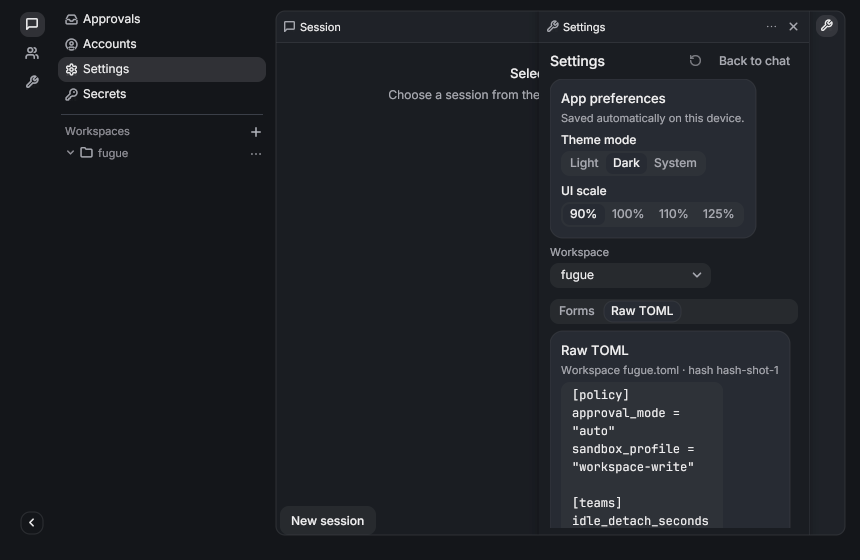 Approvals
Accounts
Settings
Secrets
Workspaces
fugue
Session
Choose a session from the
New session
Settings
Settings
Back to chat
App preferences
Saved automatically on this device.
Theme mode
Light Dark System
UI scale
90% 100% 110% 125%
Workspace
fugue
Forms Raw TOML
Raw TOML
Workspace fugue.toml · hash hash-shot-1
[policy]
approval_mode =
"auto"
sandbox_profile =
"workspace-write"
[teams]
idle_detach_seconds